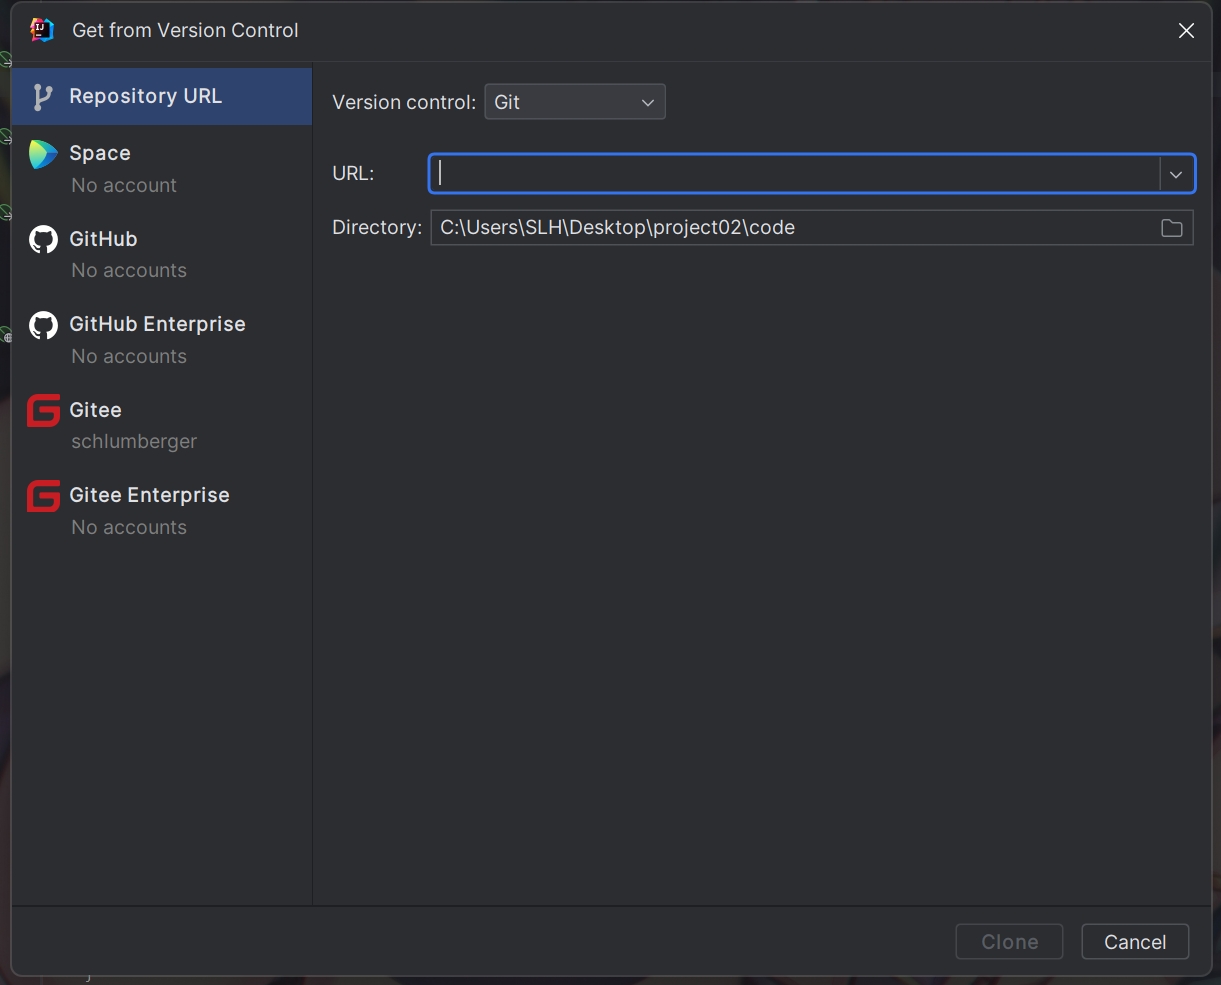 Get from Version Control
Repository URL
Space
No account
GitHub
No accounts
GitHub Enterprise
No accounts
Gitee
schlumberger
Gitee Enterprise
No accounts
Version control: Git
URL:
Directory: C:\Users\SLH\Desktop\project02\code
Clone
Cancel